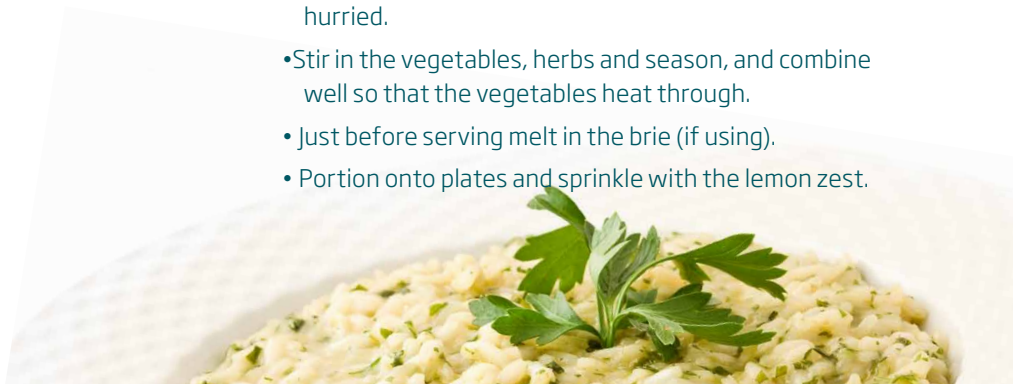 hurried.
•Stir in the vegetables, herbs and season, and combine
well so that the vegetables heat through.
• Just before serving melt in the brie (if using).
• Portion onto plates and sprinkle with the lemon zest.